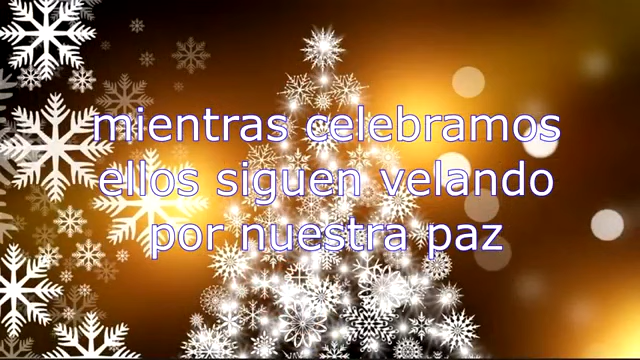 mientras celebramos
ellos siguen velando
por nuestra paz